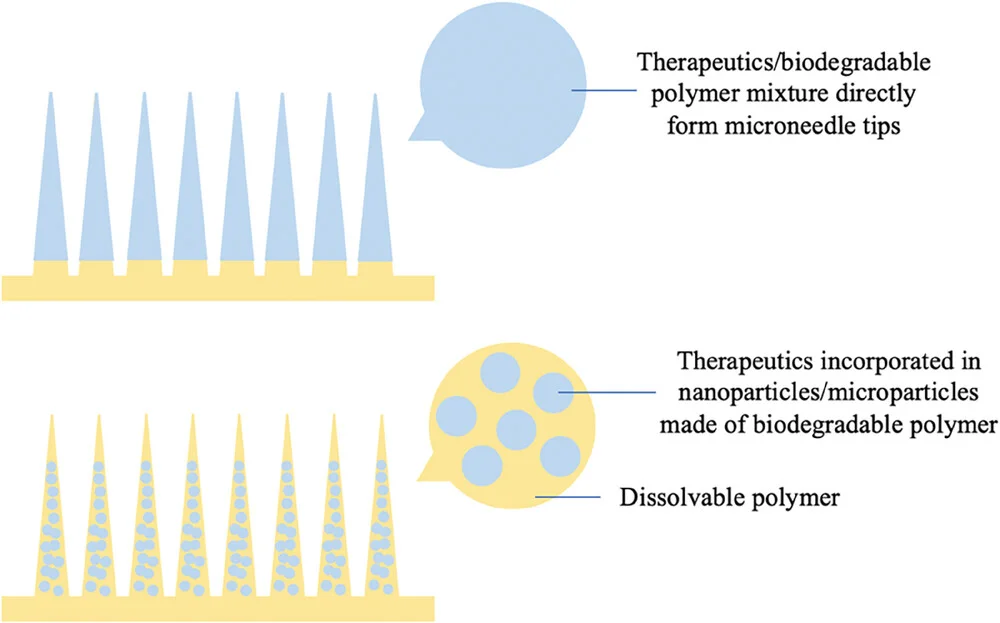 Therapeutics/biodegradable
polymer mixture directly
form microneedle tips
Therapeutics incorporated in
nanoparticles/microparticles
made of biodegradable polymer
Dissolvable polymer